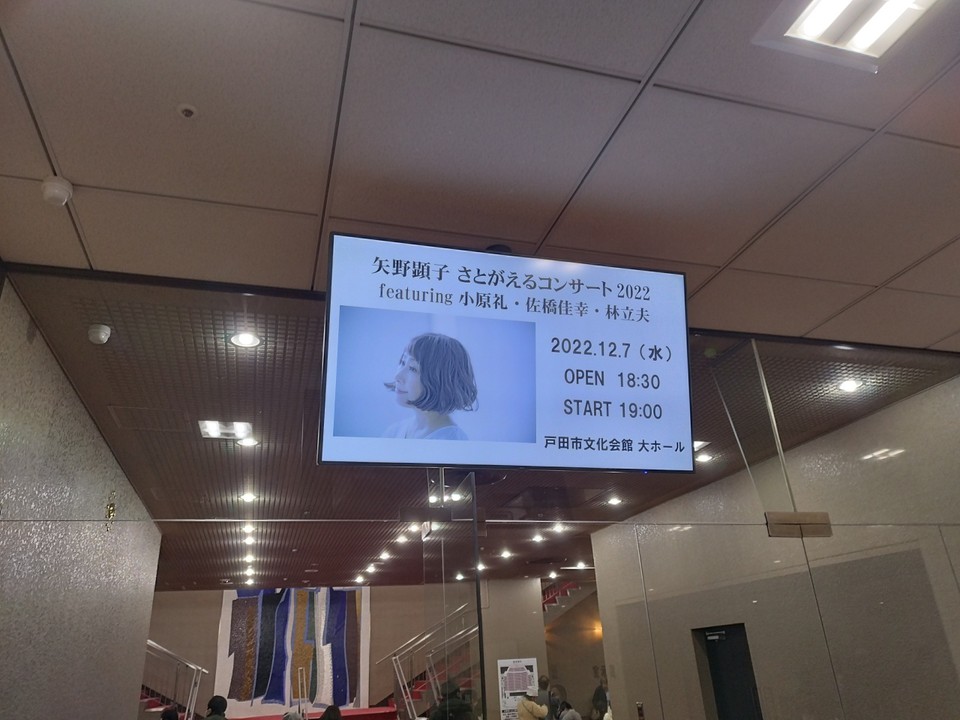 矢野顕子 さとがえるコンサート 2022
featuring 小原礼・佐橋佳幸・林立夫
2022.12.7（水）
OPEN 18:30
START 19:00
戸田市文化会館 大ホール